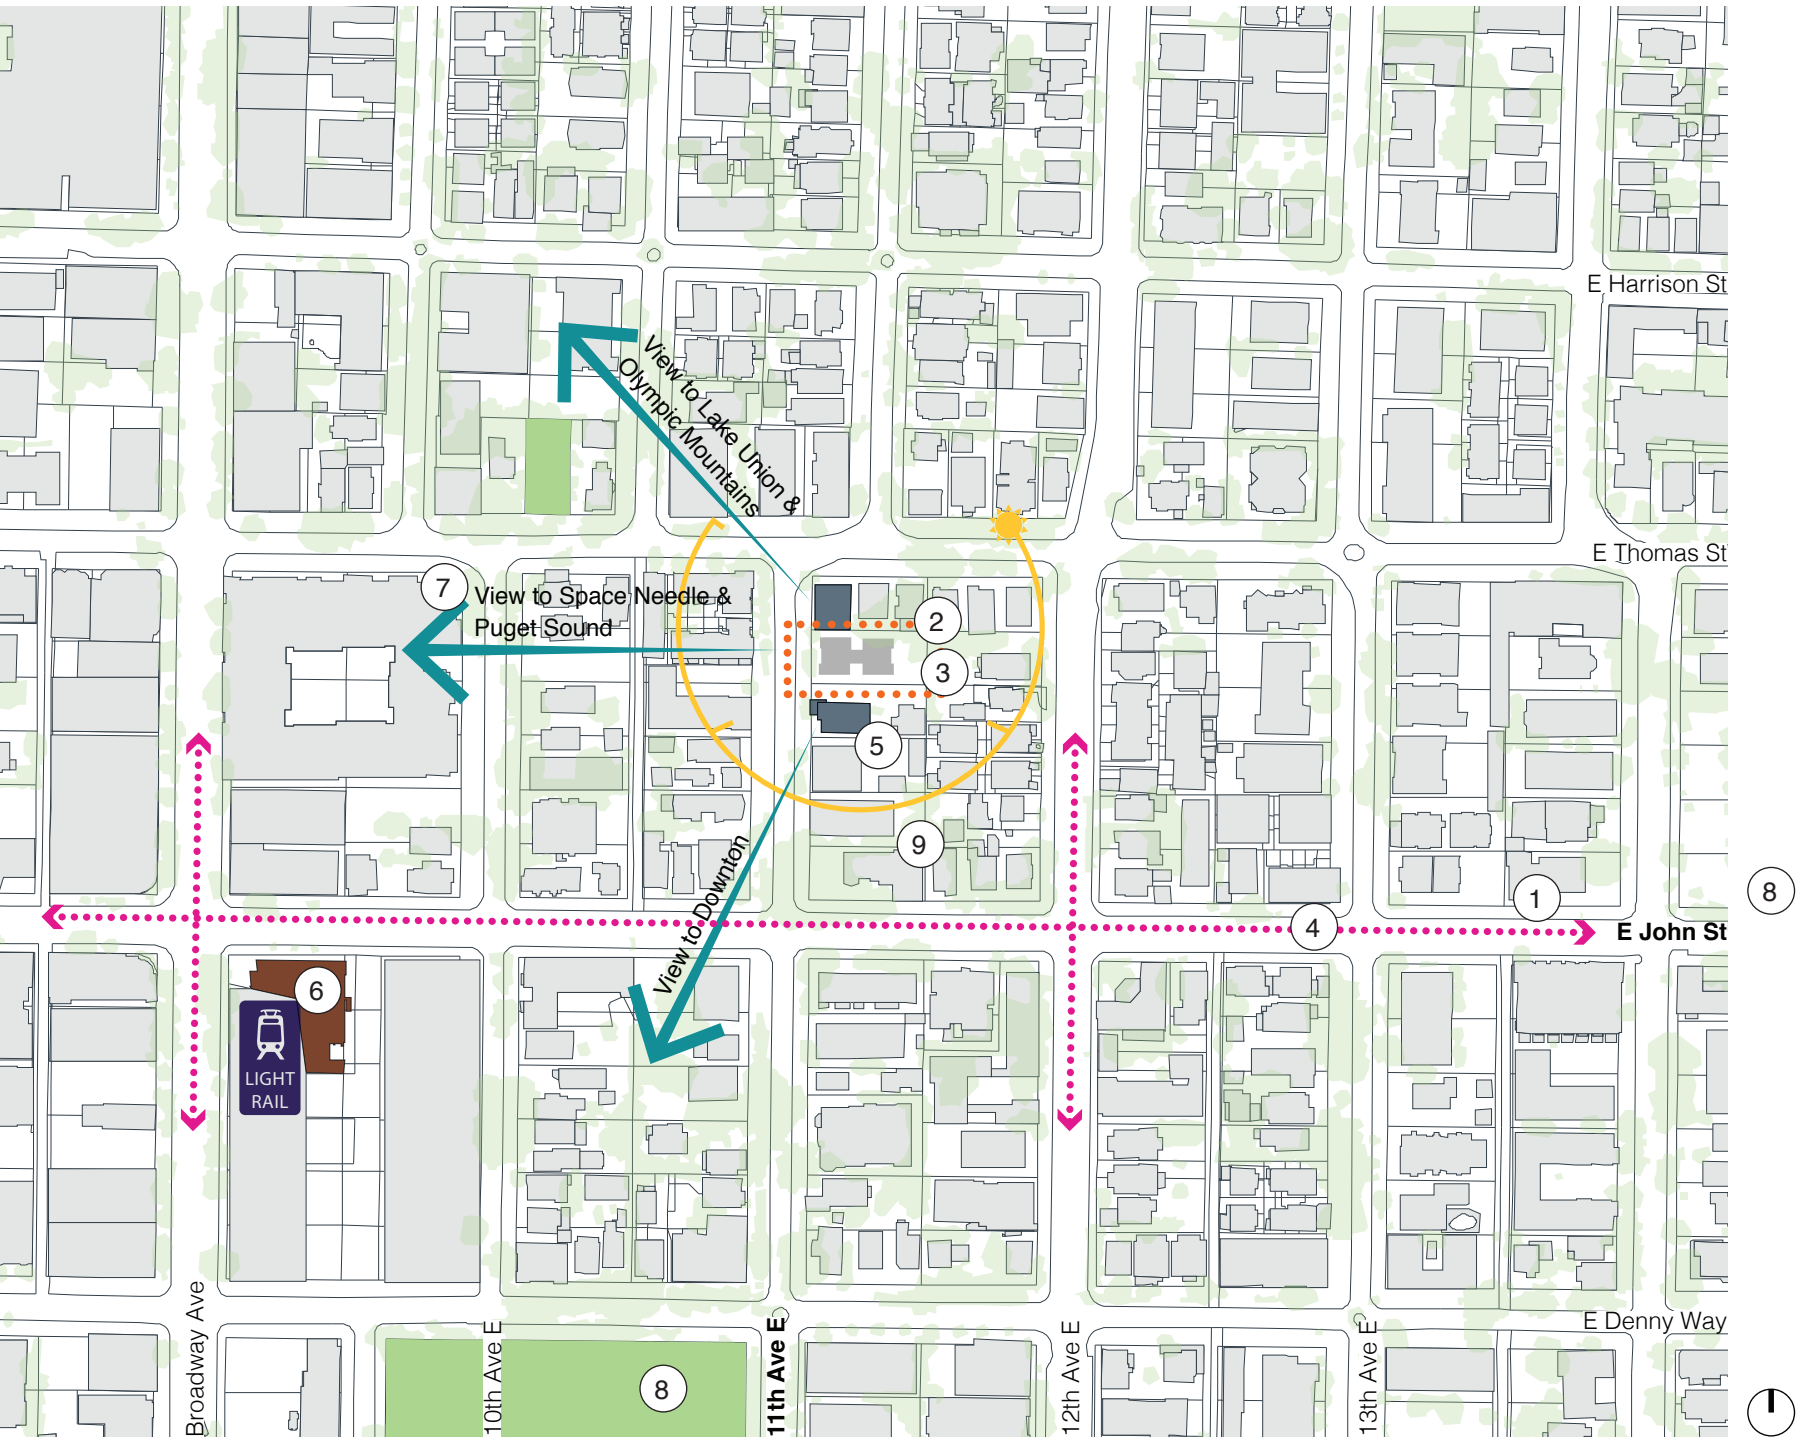 E Harrison St
View to Lake Union &
Olympic Mountains
E Thomas St
7
View to Space Needle &
Puget Sound
2
3
5
9
View to Downton
1
8
4
E John St
6
LIGHT
RAIL
Broadway Ave
10th Ave E
11th Ave E
12th Ave E
13th Ave E
E Denny Way
8